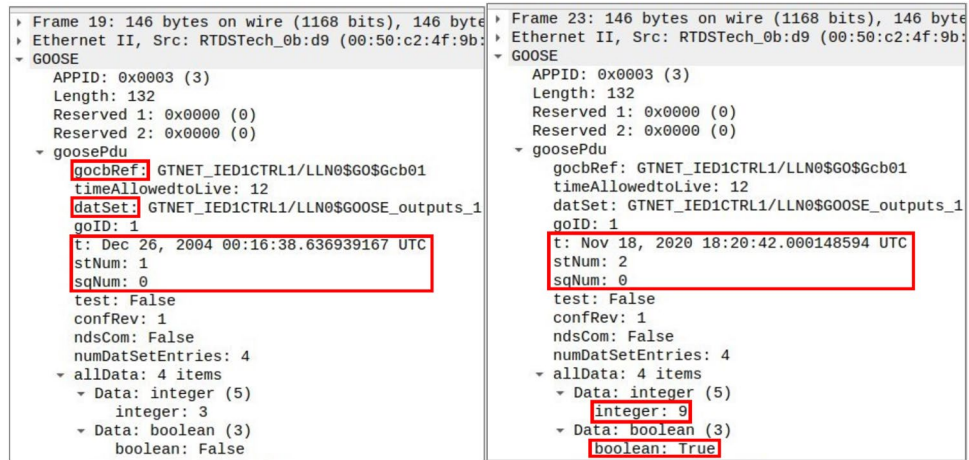 Frame 19: 146 bytes on wire (1168 bits), 146 byte
Ethernet II, Src: RTDSTech_0b:d9 (00:50:c2:4f:9b:
GOOSE
APPID: 0x0003 (3)
Length: 132
Reserved 1: 0x0000 (0)
Reserved 2: 0x0000 (0)
goosePdu
gocbRef: GTNET_IED1CTRL1/LLN0$GO$Gcb01
timeAllowedtoLive: 12
datSet: GTNET_IED1CTRL1/LLN0$GOOSE_outputs_1
goID: 1
t: Dec 26, 2004 00:16:38.636939167 UTC
stNum: 1
sqNum: 0
test: False
confRev: 1
ndsCom: False
numDatSetEntries: 4
allData: 4 items
Data: integer (5)
integer: 3
Data: boolean (3)
boolean: False
Frame 23: 146 bytes on wire (1168 bits), 146 byte
Ethernet II, Src: RTDSTech_0b:d9 (00:50:c2:4f:9b:
GOOSE
APPID: 0x0003 (3)
Length: 132
Reserved 1: 0x0000 (0)
Reserved 2: 0x0000 (0)
goosePdu
gocbRef: GTNET_IED1CTRL1/LLN0$GO$Gcb01
timeAllowedtoLive: 12
datSet: GTNET_IED1CTRL1/LLN0$GOOSE_outputs_1
goID: 1
t: Nov 18, 2020 18:20:42.000148594 UTC
stNum: 2
sqNum: 0
test: False
confRev: 1
ndsCom: False
numDatSetEntries: 4
allData: 4 items
Data: integer (5)
integer: 9
Data: boolean (3)
boolean: True